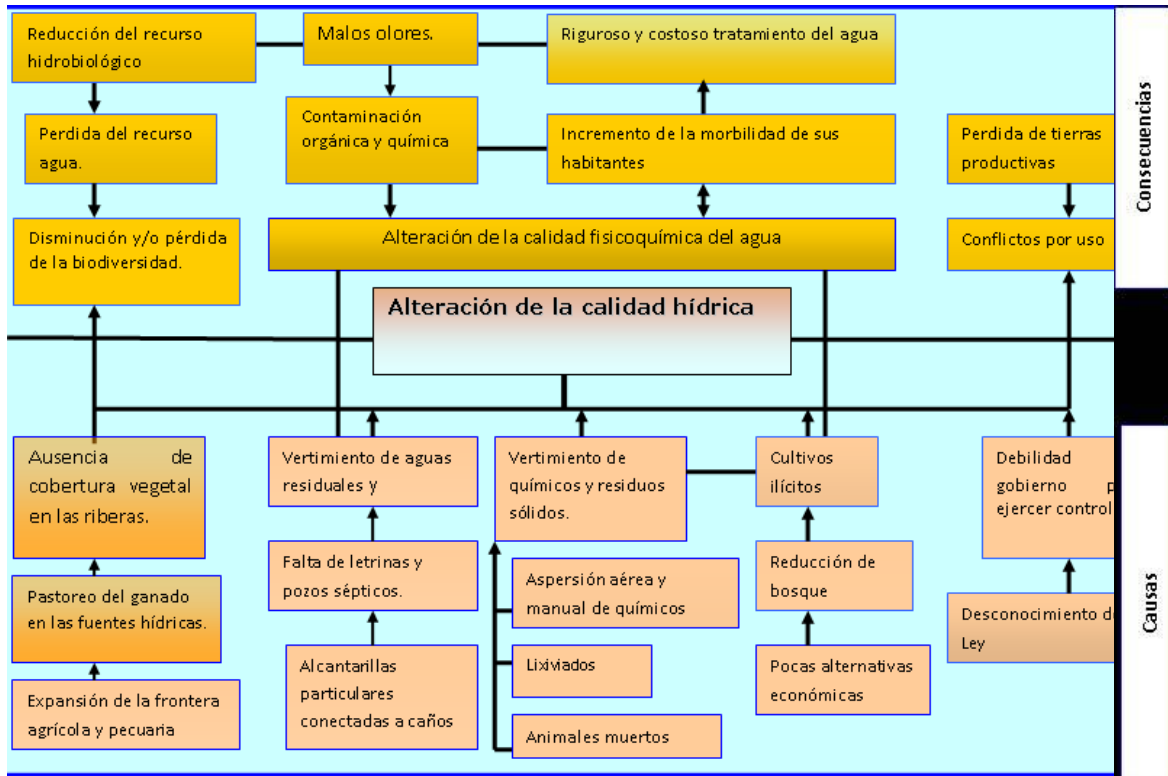 Reducción del recurso
hidrobiológico
Malos olores.
Riguroso y costoso tratamiento del agua
Perdida del recurso
agua.
Contaminación
orgánica y química
Incremento de la morbilidad de sus
habitantes
Perdida de tierras
productivas
Disminución y/o pérdida
de la biodiversidad.
Alteración de la calidad fisicoquímica del agua
Conflictos por uso
Consecuencias
Alteración de la calidad hídrica
Ausencia de
cobertura vegetal
en las riberas.
Vertimiento de aguas
residuales y
Vertimiento de
químicos y residuos
sólidos.
Cultivos
ilícitos
Debilidad
gobierno
ejercer control
Pastoreo del ganado
en las fuentes hídricas.
Falta de letrinas y
pozos sépticos.
Aspersión aérea y
manual de químicos
Reducción de
bosque
Desconocimiento
Ley
Expansión de la frontera
agrícola y pecuaria
Alcantarillas
particulares
conectadas a caños
Lixiviados
Animales muertos
Pocas alternativas
económicas
Causas